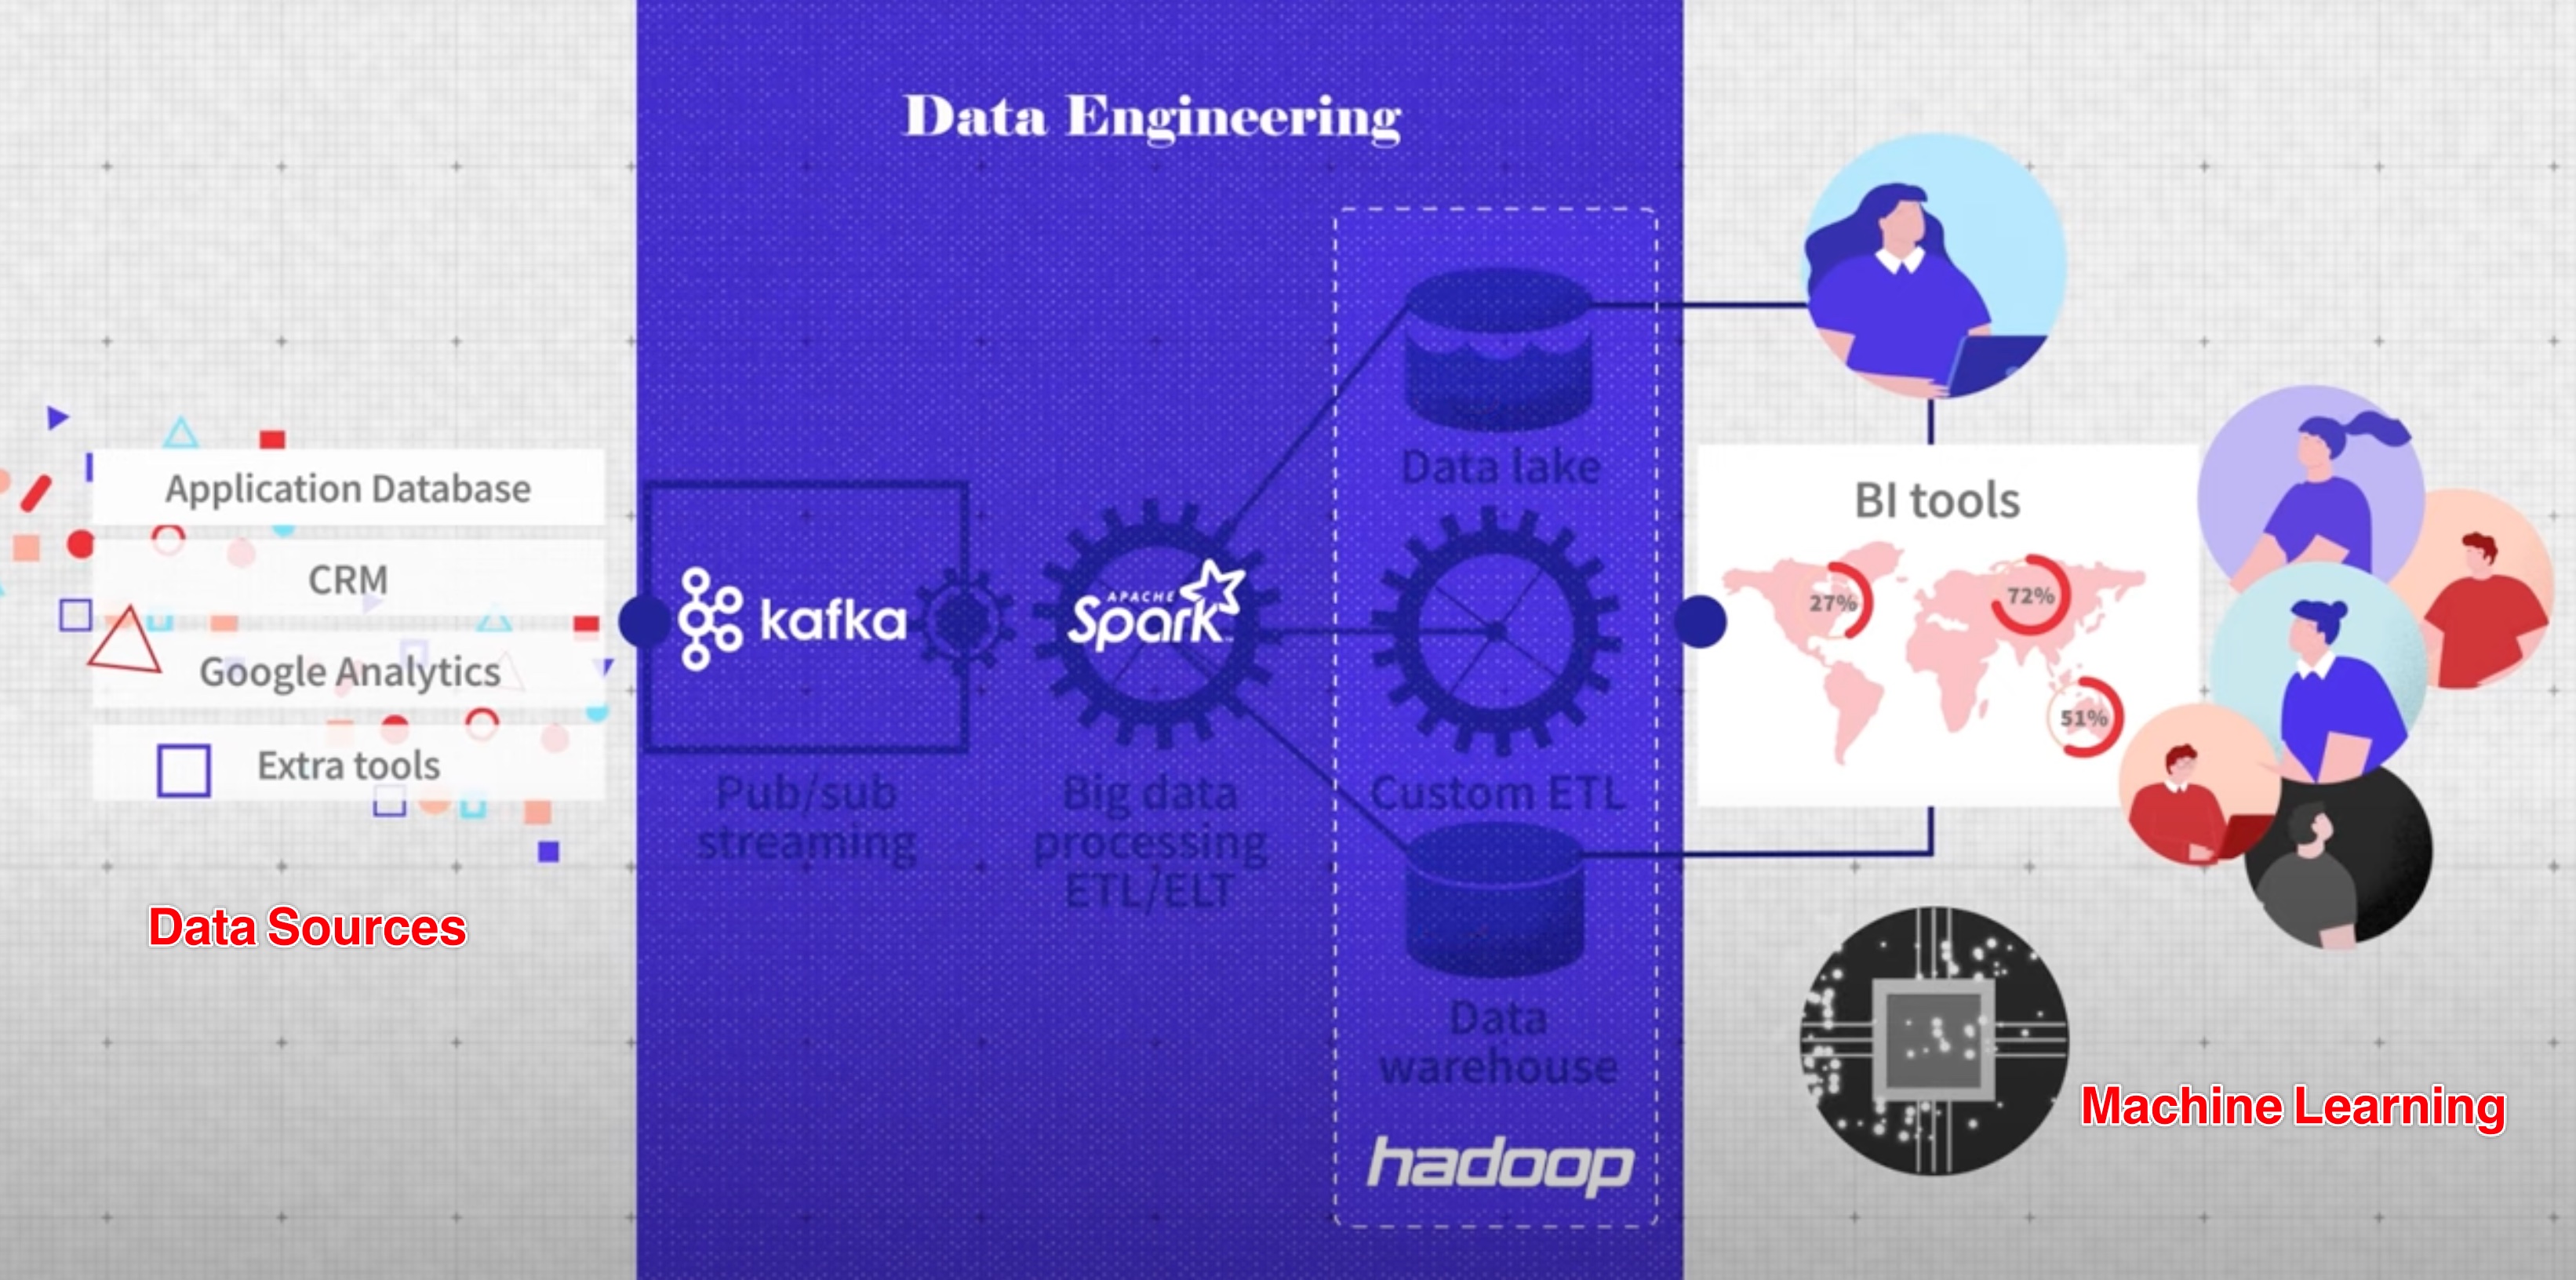 Data Engineering
Application Database
CRM
Google Analytics
Extra tools
Data Sources
kafka
Pub/sub
streaming
APACHE
Spark
Big data
processing
ETL/ELT
Data lake
Custom ETL
Data
warehouse
hadoop
BI tools
27%
72%
51%
Machine Learning